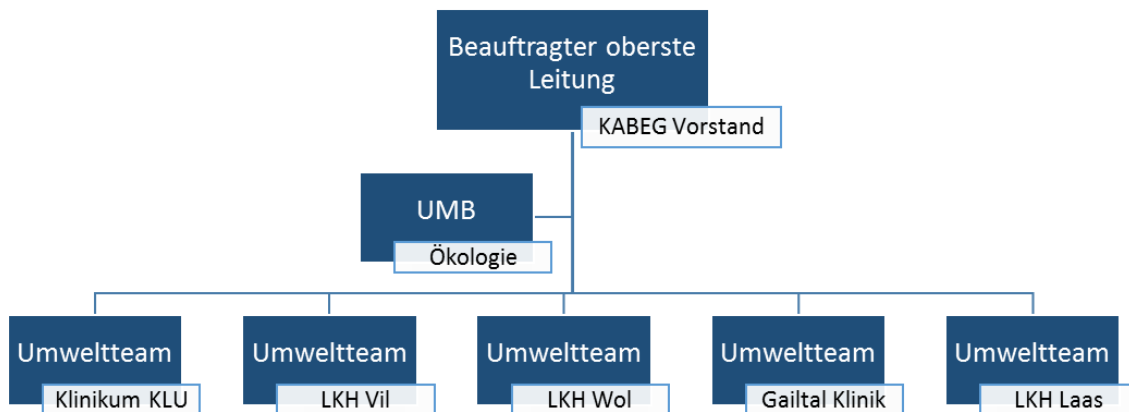 Beauftragter oberste
Leitung
KABEG Vorstand
UMB
Ökologie
Umweltteam
Klinikum KLU
Umweltteam
LKH Vil
Umweltteam
LKH Wol
Umweltteam
Gailtal Klinik
Umweltteam
LKH Laas